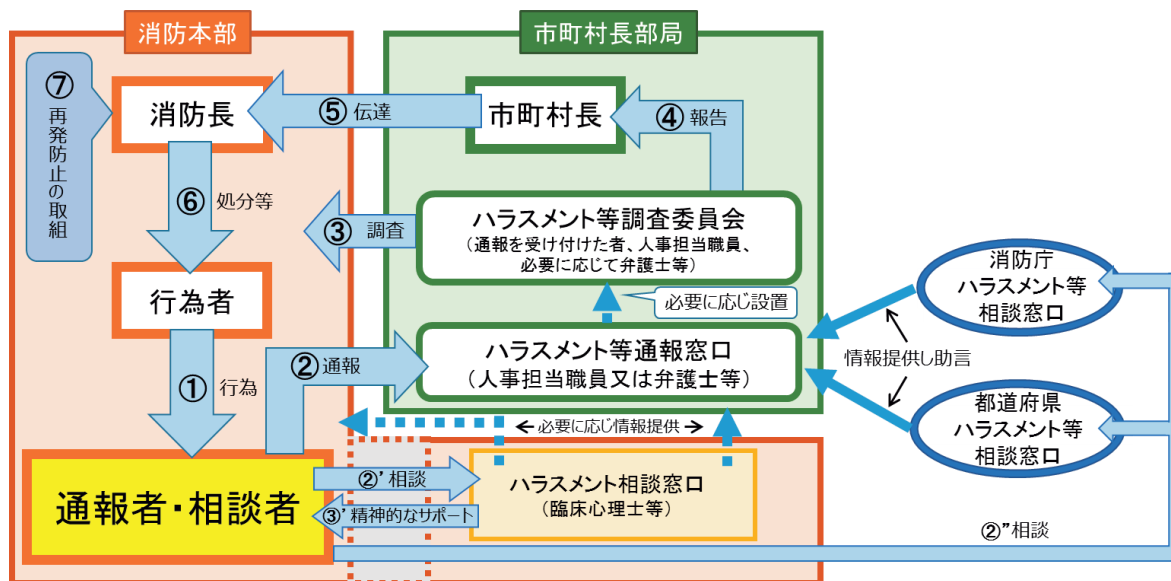 消防本部
市町村長部局
⑦
再発防止の取組
消防長
⑤ 伝達
市町村長
④ 報告
⑥ 処分等
③ 調査
ハラスメント等調査委員会
(通報を受け付けた者、人事担当職員、
必要に応じて弁護士等)
行為者
必要に応じ設置
消防庁
ハラスメント等
相談窓口
① 行為
② 通報
ハラスメント等通報窓口
(人事担当職員又は弁護士等)
情報提供し助言
都道府県
ハラスメント等
相談窓口
必要に応じ情報提供
通報者・相談者
②’相談
③’精神的なサポート
ハラスメント相談窓口
(臨床心理士等)
②”相談